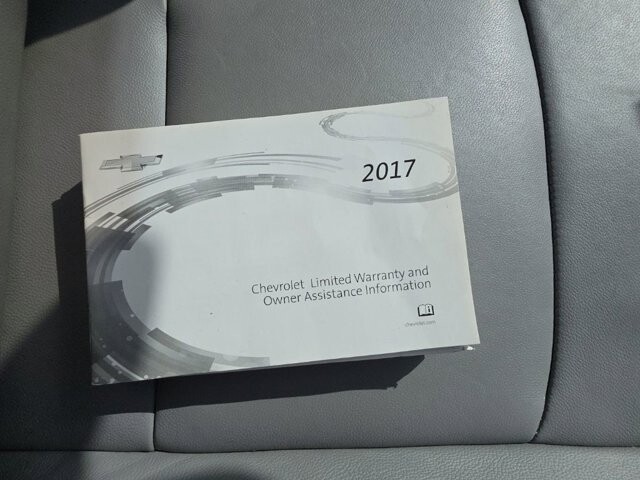 2017
Chevrolet Limited Warranty and
Owner Assistance Information
chevrolet.com